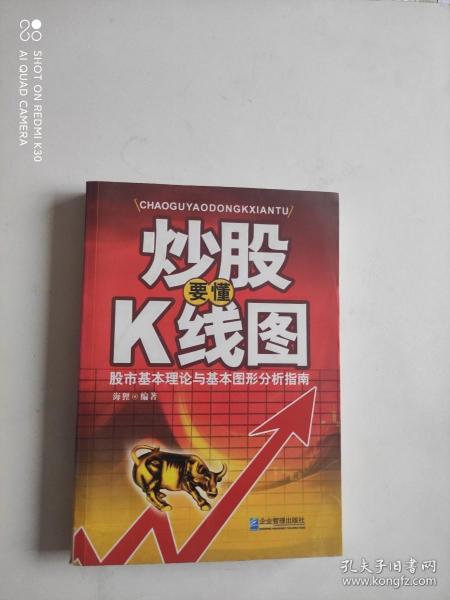 SHOT ON REDMI K30
AI QUAD CAMERA
CHAOGUYAODONGKXIANTU
炒股
要懂
K线图
股市基本理论与基本图形分析指南
海狸 编著
企业管理出版社
孔夫子旧书网
www.kongfz.com